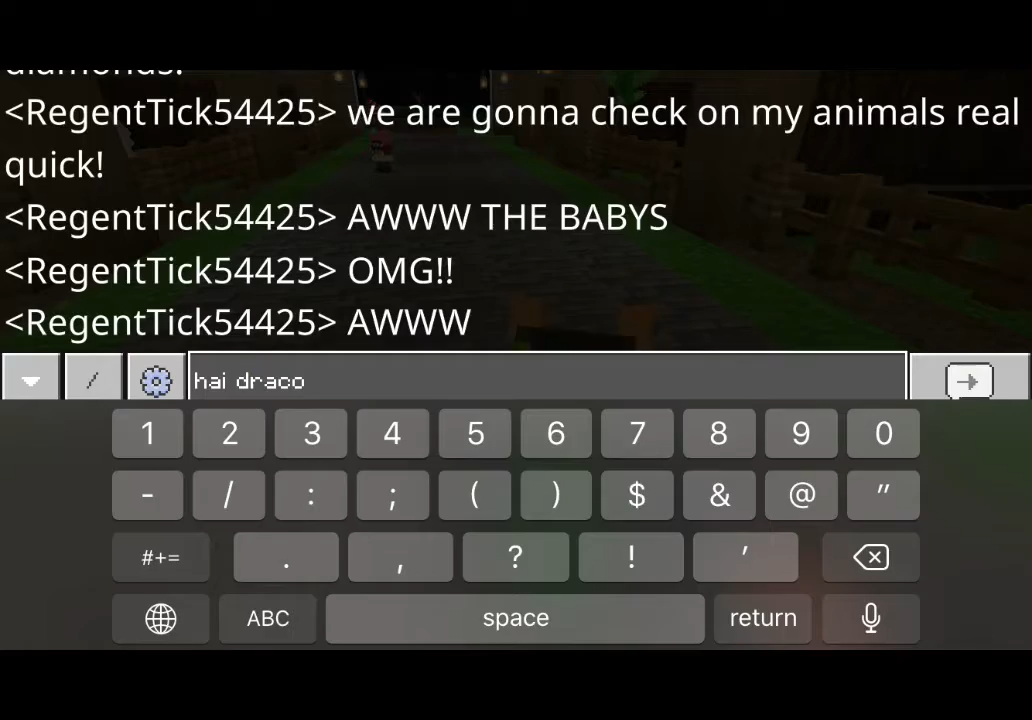 diamonds!
<RegentTick54425> we are gonna check on my animals real
quick!
<RegentTick54425> AWWW THE BABYS
<RegentTick54425> OMG!!
<RegentTick54425> AWWW
/ hai draco
1 2 3 4 5 6 7 8 9 0
- / : ; ( ) $ & @ "
#+= . , ? ! '
ABC space return